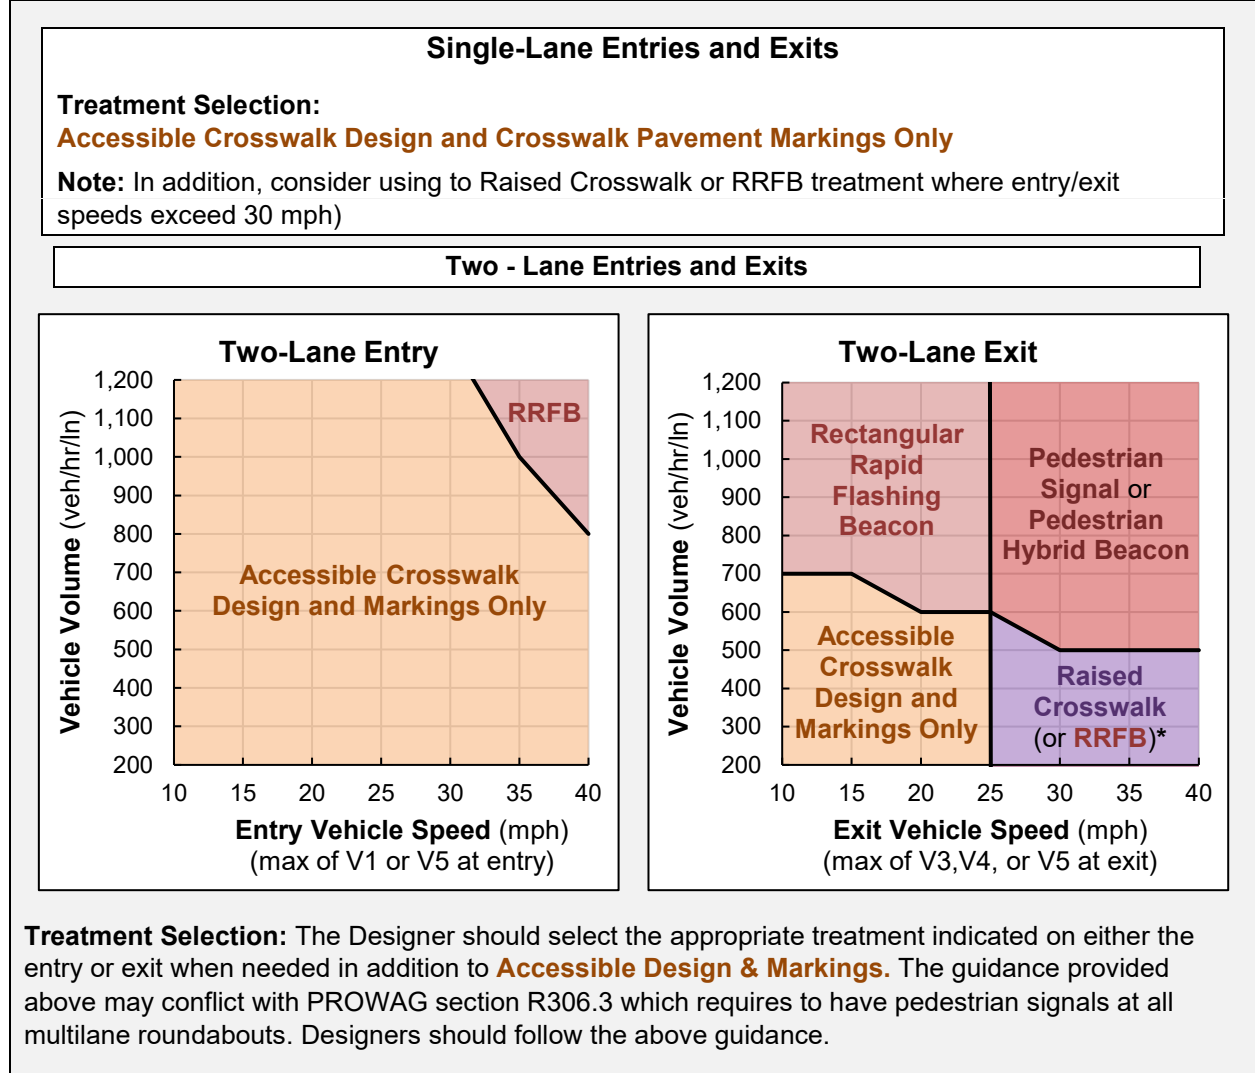 Single-Lane Entries and Exits
Treatment Selection:
Accessible Crosswalk Design and Crosswalk Pavement Markings Only
Note: In addition, consider using to Raised Crosswalk or RRFB treatment where entry/exit
speeds exceed 30 mph)
Two - Lane Entries and Exits
Two-Lane Entry
Vehicle Volume (veh/hr/ln)
1,200
1,100
1,000
900
800
700
600
500
400
300
200
RRFB
Accessible Crosswalk
Design and Markings Only
10 15 20 25 30 35 40
Entry Vehicle Speed (mph)
(max of V1 or V5 at entry)
Two-Lane Exit
Vehicle Volume (veh/hr/ln)
1,200
1,100
1,000
900
800
700
600
500
400
300
200
Rectangular
Rapid
Flashing
Beacon
Pedestrian
Signal or
Pedestrian
Hybrid Beacon
Accessible
Crosswalk
Design and
Markings Only
Raised
Crosswalk
(or RRFB)*
10 15 20 25 30 35 40
Exit Vehicle Speed (mph)
(max of V3,V4, or V5 at exit)
Treatment Selection: The Designer should select the appropriate treatment indicated on either the
entry or exit when needed in addition to Accessible Design & Markings. The guidance provided
above may conflict with PROWAG section R306.3 which requires to have pedestrian signals at all
multilane roundabouts. Designers should follow the above guidance.